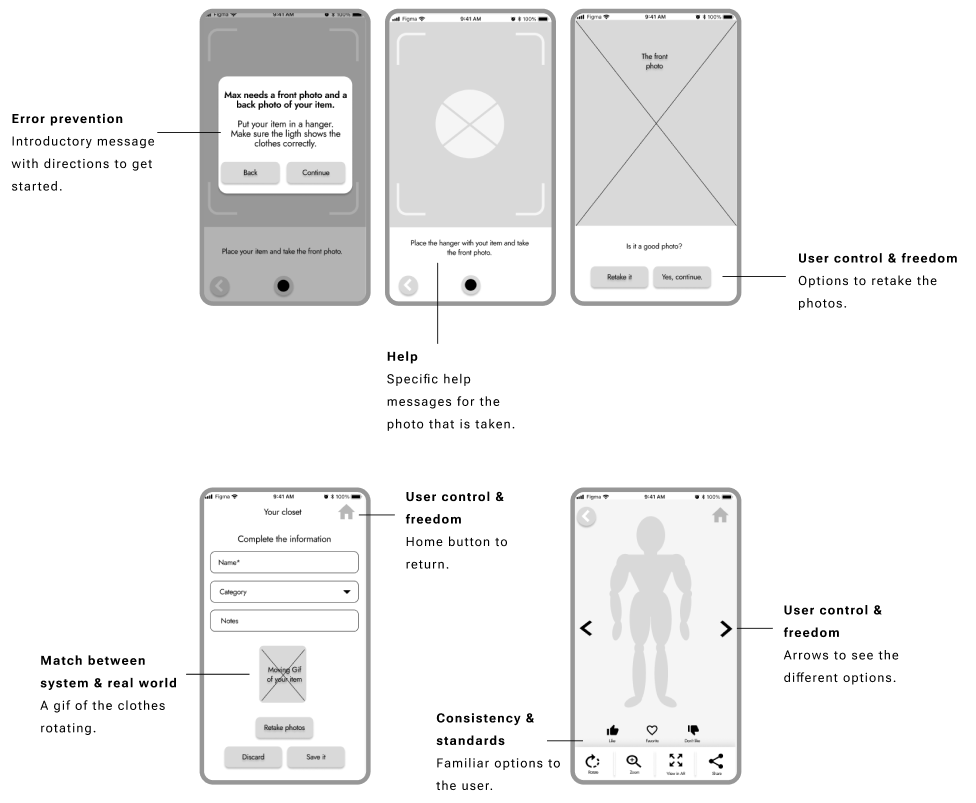 Figma 9:41 AM 100%
Max needs a front photo and a
back photo of your item.
Put your item in a hanger.
Make sure the ligth shows the
clothes correctly.
Back Continue
Place your item and take the front photo.
Error prevention
Introductory message
with directions to get
started.
Figma 9:41 AM 100%
Place the hanger with yout item and take
the front photo.
Help
Specific help
messages for the
photo that is taken.
Figma 9:41 AM 100%
The front
photo
Is it a good photo?
Retake it Yes, continue.
User control & freedom
Options to retake the
photos.
Figma 9:41 AM 100%
Your closet
Complete the information
Name*
Category
Notes
Moving Gif
of your item
Retake photos
Discard Save it
Match between
system & real world
A gif of the clothes
rotating.
User control &
freedom
Home button to
return.
Figma 9:41 AM 100%
Like Favorite Don't like
Rotate Zoom View in AR Share
User control &
freedom
Arrows to see the
different options.
Consistency &
standards
Familiar options to
the user.